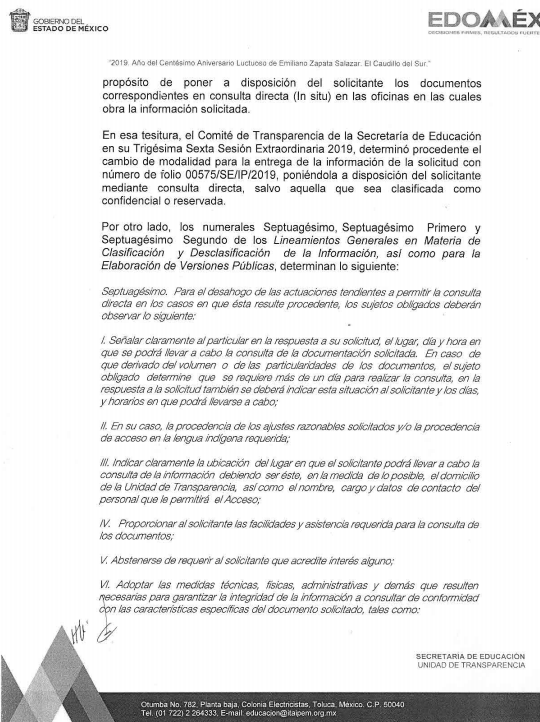 GOBIERNO DEL
ESTADO DE MÉXICO
EDOMÉX
DECISIONES FIRMES, RESULTADOS FUERTES
"2019. Año del Centésimo Aniversario Luctuoso de Emiliano Zapata Salazar. El Caudillo del Sur."
propósito de poner a disposición del solicitante los documentos
correspondientes en consulta directa (In situ) en las oficinas en las cuales
obra la información solicitada.
En esa tesitura, el Comité de Transparencia de la Secretaría de Educación
en su Trigésima Sexta Sesión Extraordinaria 2019, determinó procedente el
cambio de modalidad para la entrega de la información de la solicitud con
número de folio 00575/SE/IP/2019, poniéndola a disposición del solicitante
mediante consulta directa, salvo aquella que sea clasificada como
confidencial o reservada.
Por otro lado, los numerales Septuagésimo, Septuagésimo Primero y
Septuagésimo Segundo de los Lineamientos Generales en Materia de
Clasificación y Desclasificación de la Información, así como para la
Elaboración de Versiones Públicas, determinan lo siguiente:
Septuagésimo. Para el desahogo de las actuaciones tendientes a permitir la consulta
directa en los casos en que ésta resulte procedente, los sujetos obligados deberán
observar lo siguiente:
I. Señalar claramente al particular en la respuesta a su solicitud, el lugar, día y hora en
que se podrá llevar a cabo la consulta de la documentación solicitada. En caso de
que derivado del volumen o de las particularidades de los documentos, el sujeto
obligado determine que se requiere más de un día para realizar la consulta, en la
respuesta a la solicitud también se deberá indicar esta situación al solicitante y los días,
y horarios en que podrá llevarse a cabo;
II. En su caso, la procedencia de los ajustes razonables solicitados y/o la procedencia
de acceso en la lengua indígena requerida;
III. Indicar claramente la ubicación del lugar en que el solicitante podrá llevar a cabo la
consulta de la información debiendo ser éste, en la medida de lo posible, el domicilio
de la Unidad de Transparencia, así como el nombre, cargo y datos de contacto del
personal que le permitirá el Acceso;
IV. Proporcionar al solicitante las facilidades y asistencia requerida para la consulta de
los documentos;
V. Abstenerse de requerir al solicitante que acredite interés alguno;
VI. Adoptar las medidas técnicas, físicas, administrativas y demás que resulten
necesarias para garantizar la integridad de la información a consultar de conformidad
con las características específicas del documento solicitado, tales como:
SECRETARÍA DE EDUCACIÓN
UNIDAD DE TRANSPARENCIA
Otumba No. 782, Planta baja, Colonia Electricistas, Toluca, México. C.P. 50040
Tel. (01 722) 2 264333, E-mail: educacion@itaipem.org.mx